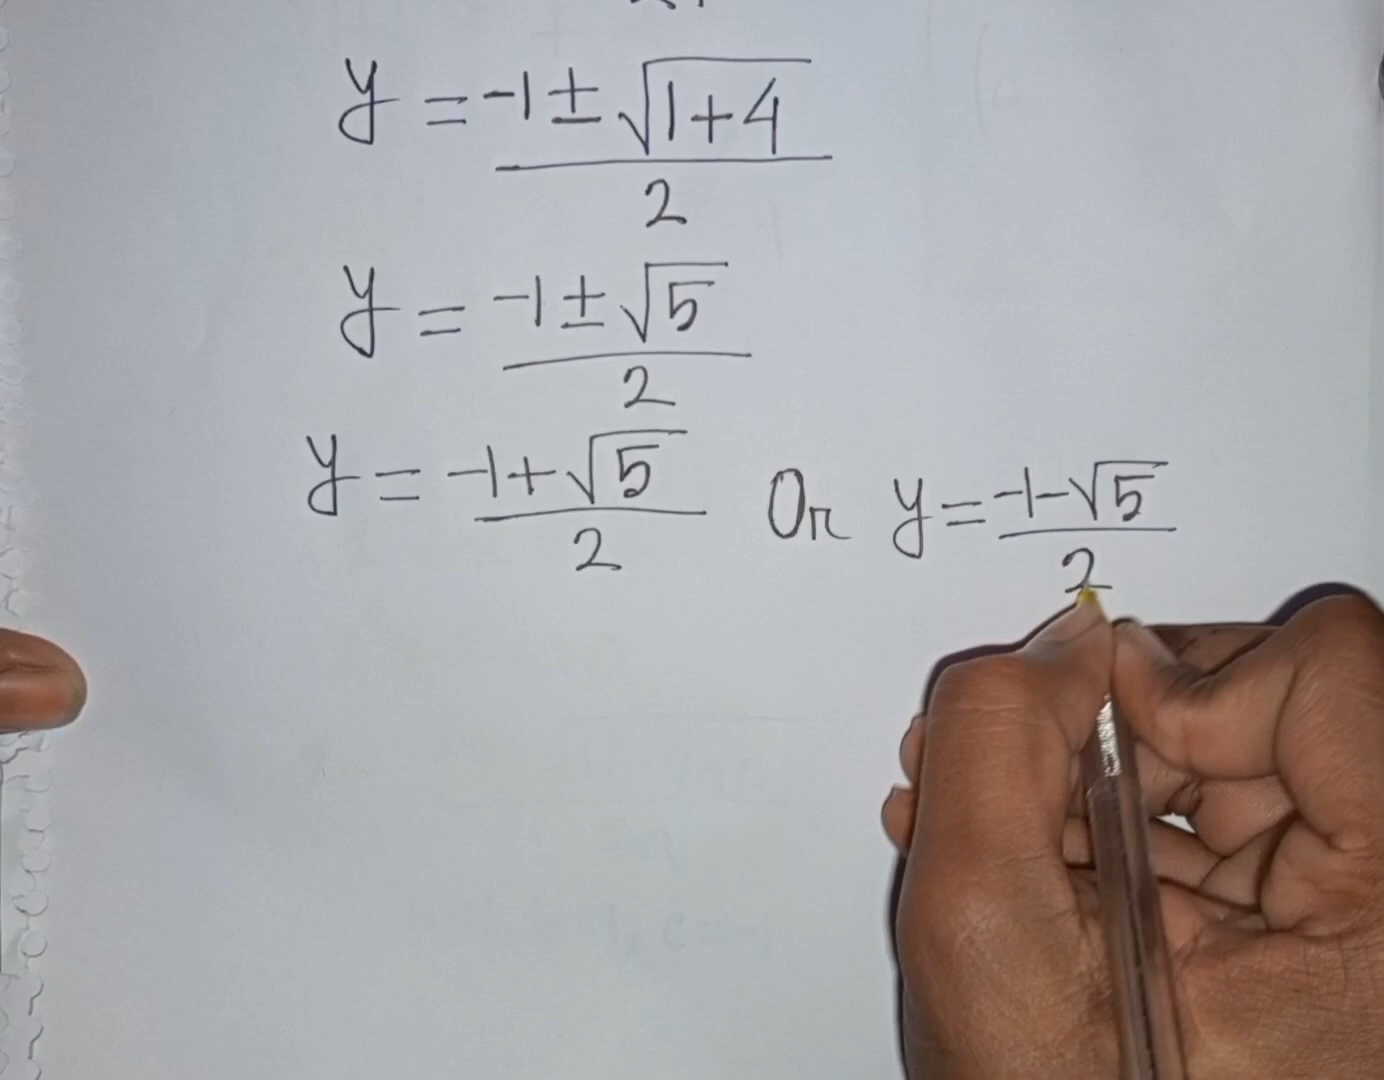 y = -1 ± √1+4 / 2
y = -1 ± √5 / 2
y = -1+√5 / 2 Or y = -1-√5 / 2